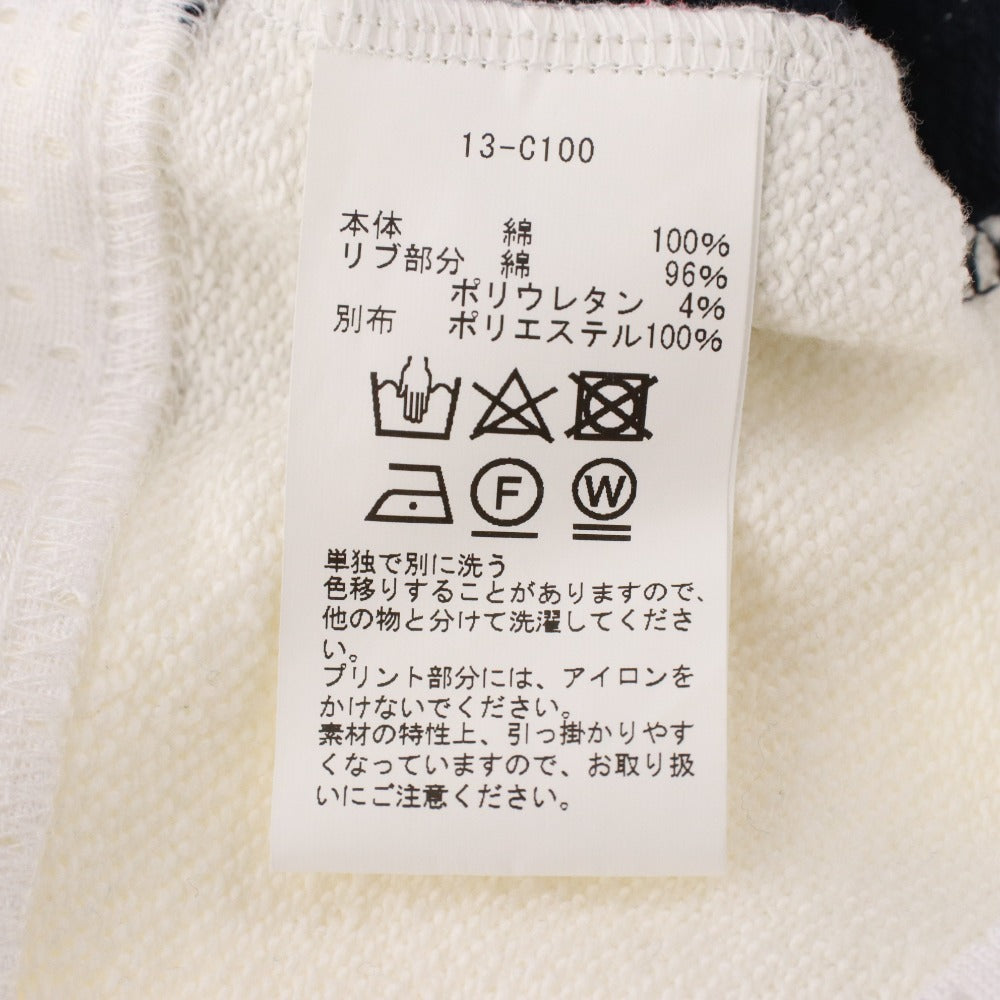 13-C100
本体 綿 100%
リブ部分 綿 96%
ポリウレタン 4%
別布 ポリエステル100%
F W
単独で別に洗う
色移りすることがありますので、
他の物と分けて洗濯してくださ
い。
プリント部分には、アイロンを
かけないでください。
素材の特性上、引っ掛かりやす
くなっていますので、お取り扱
いにご注意ください。